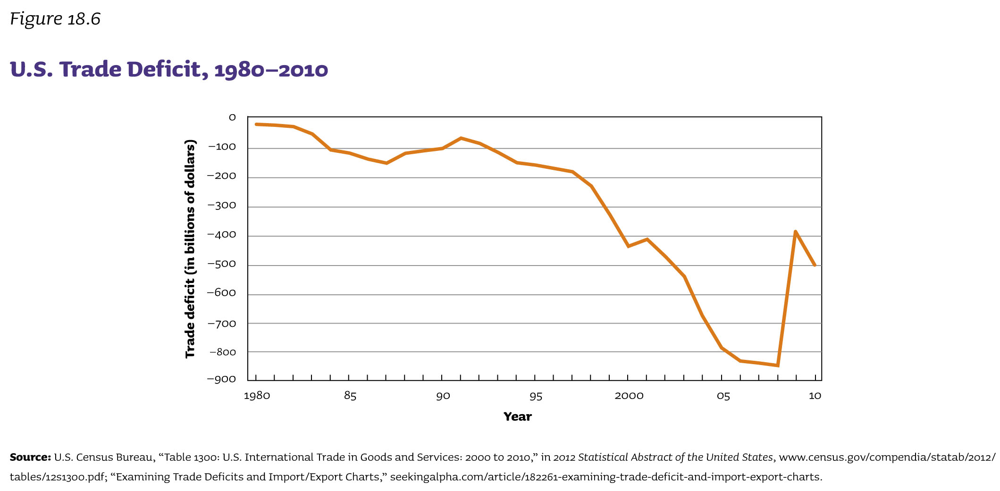 Figure 18.6
U.S. Trade Deficit, 1980–2010
Trade deficit (in billions of dollars)
0
−100
−200
−300
−400
−500
−600
−700
−800
−900
1980 85 90 95 2000 05 10
Year
Source: U.S. Census Bureau, “Table 1300: U.S. International Trade in Goods and Services: 2000 to 2010,” in 2012 Statistical Abstract of the United States, www.census.gov/compendia/statab/2012/
tables/12s1300.pdf; “Examining Trade Deficits and Import/Export Charts,” seekingalpha.com/article/182261-examining-trade-deficit-and-import-export-charts.